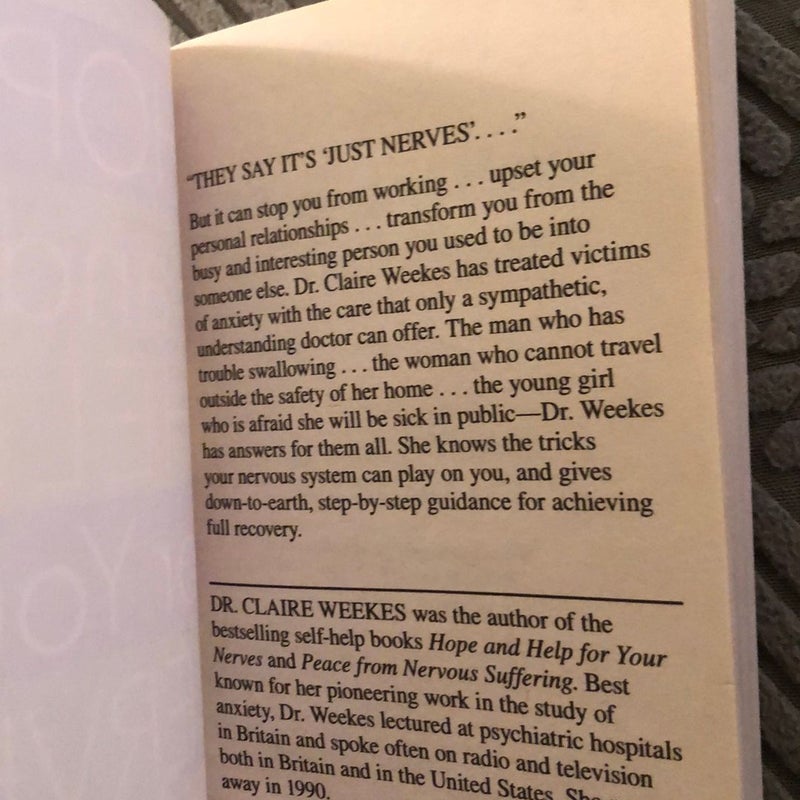 “THEY SAY IT’S ‘JUST NERVES’. . . .”
But it can stop you from working . . . upset your
personal relationships . . . transform you from the
busy and interesting person you used to be into
someone else. Dr. Claire Weekes has treated victims
of anxiety with the care that only a sympathetic,
understanding doctor can offer. The man who has
trouble swallowing . . . the woman who cannot travel
outside the safety of her home . . . the young girl
who is afraid she will be sick in public—Dr. Weekes
has answers for them all. She knows the tricks
your nervous system can play on you, and gives
down-to-earth, step-by-step guidance for achieving
full recovery.
DR. CLAIRE WEEKES was the author of the
bestselling self-help books Hope and Help for Your
Nerves and Peace from Nervous Suffering. Best
known for her pioneering work in the study of
anxiety, Dr. Weekes lectured at psychiatric hospitals
in Britain and spoke often on radio and television
both in Britain and in the United States. She
away in 1990.